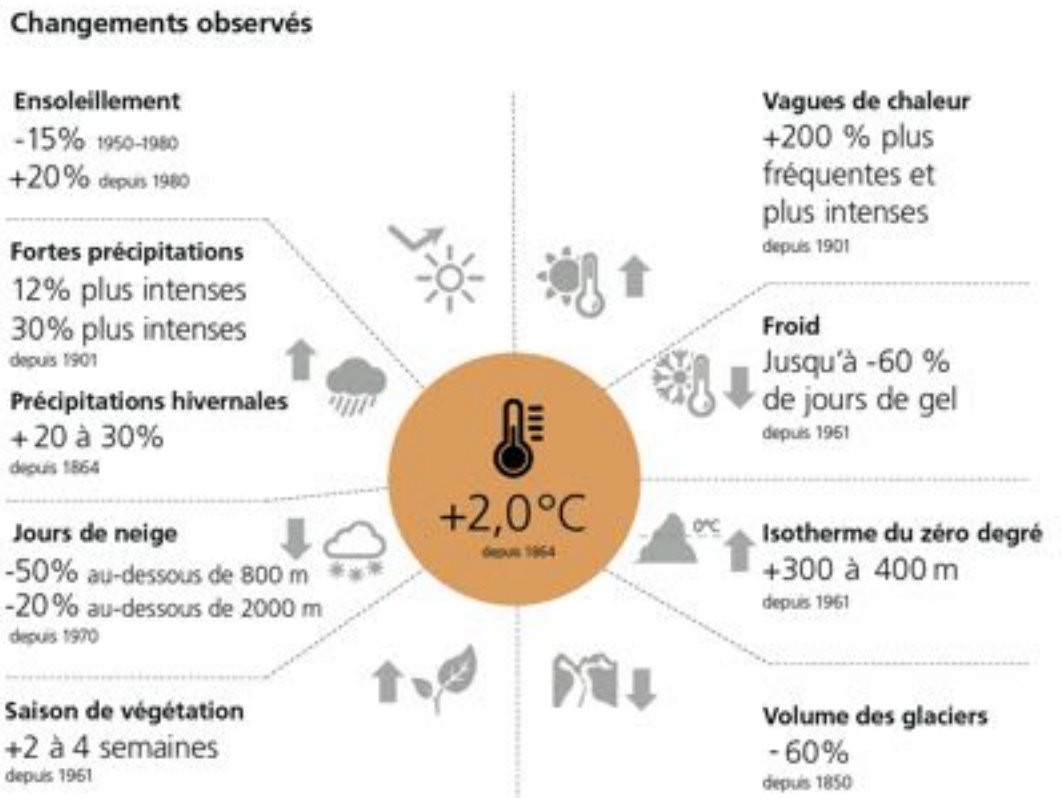 Changements observés
Ensoleillement
-15% 1950–1980
+20% depuis 1980
Fortes précipitations
12% plus intenses
30% plus intenses
depuis 1901
Précipitations hivernales
+ 20 à 30%
depuis 1864
Jours de neige
-50% au-dessous de 800 m
-20% au-dessous de 2000 m
depuis 1970
Saison de végétation
+2 à 4 semaines
depuis 1961
+2,0°C
depuis 1864
Vagues de chaleur
+200 % plus
fréquentes et
plus intenses
depuis 1901
Froid
Jusqu'à -60 %
de jours de gel
depuis 1961
0°C
Isotherme du zéro degré
+300 à 400 m
depuis 1961
Volume des glaciers
- 60%
depuis 1850